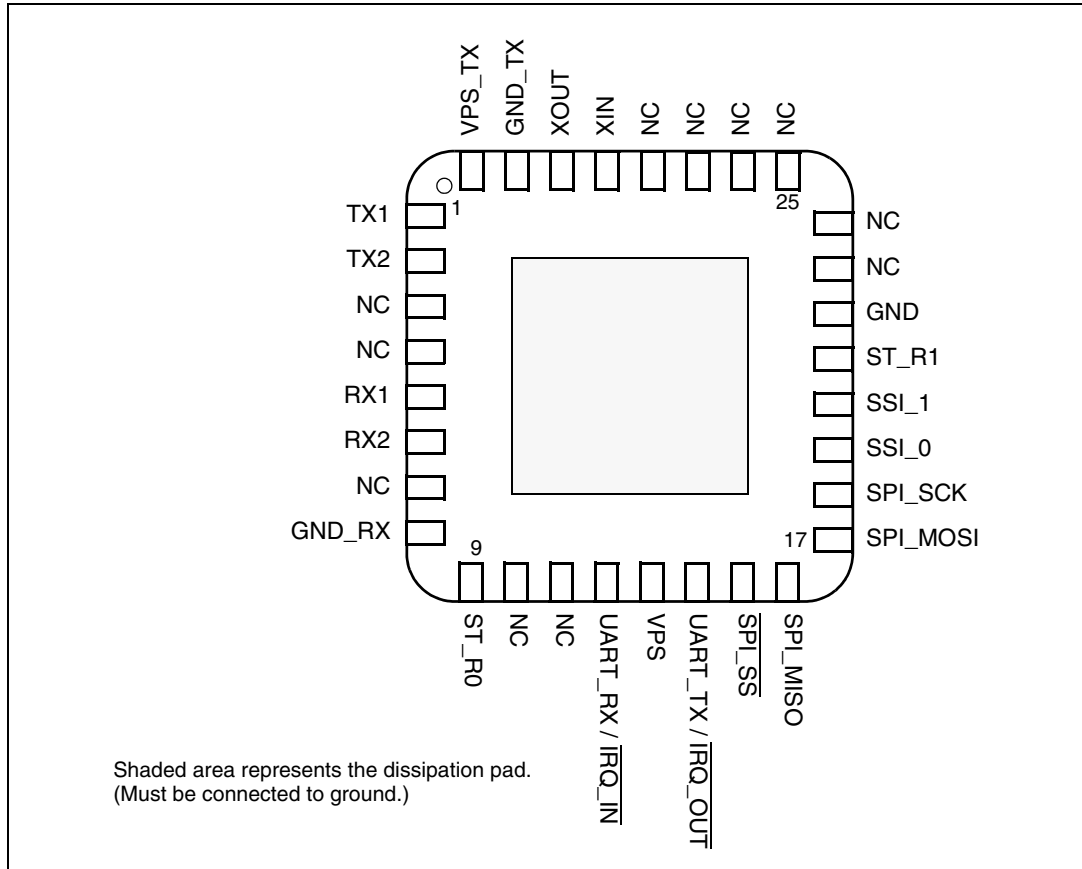 VPS_TX
GND_TX
XOUT
XIN
NC
NC
NC
NC
1
25
TX1
TX2
NC
NC
RX1
RX2
NC
GND_RX
NC
NC
GND
ST_R1
SSI_1
SSI_0
SPI_SCK
SPI_MOSI
9
17
ST_R0
NC
NC
UART_RX / IRQ_IN
VPS
UART_TX / IRQ_OUT
SPI_SS
SPI_MISO
Shaded area represents the dissipation pad.
(Must be connected to ground.)